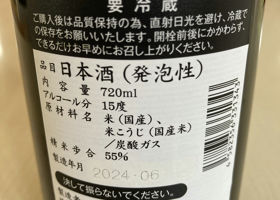 要冷蔵
ご購入後は品質保持の為、直射日光を避け、冷蔵で
の保存をお願いします。開栓前後にかかわらず、
できるだけお早めにお召し上がりください。
品目 日本酒（発泡性）
内容量 720ml
アルコール分 15度
原材料名 米（国産）、
米こうじ（国産米）
／炭酸ガス
精米歩合 55%
製造年月 2024・06
決して振らないでください。